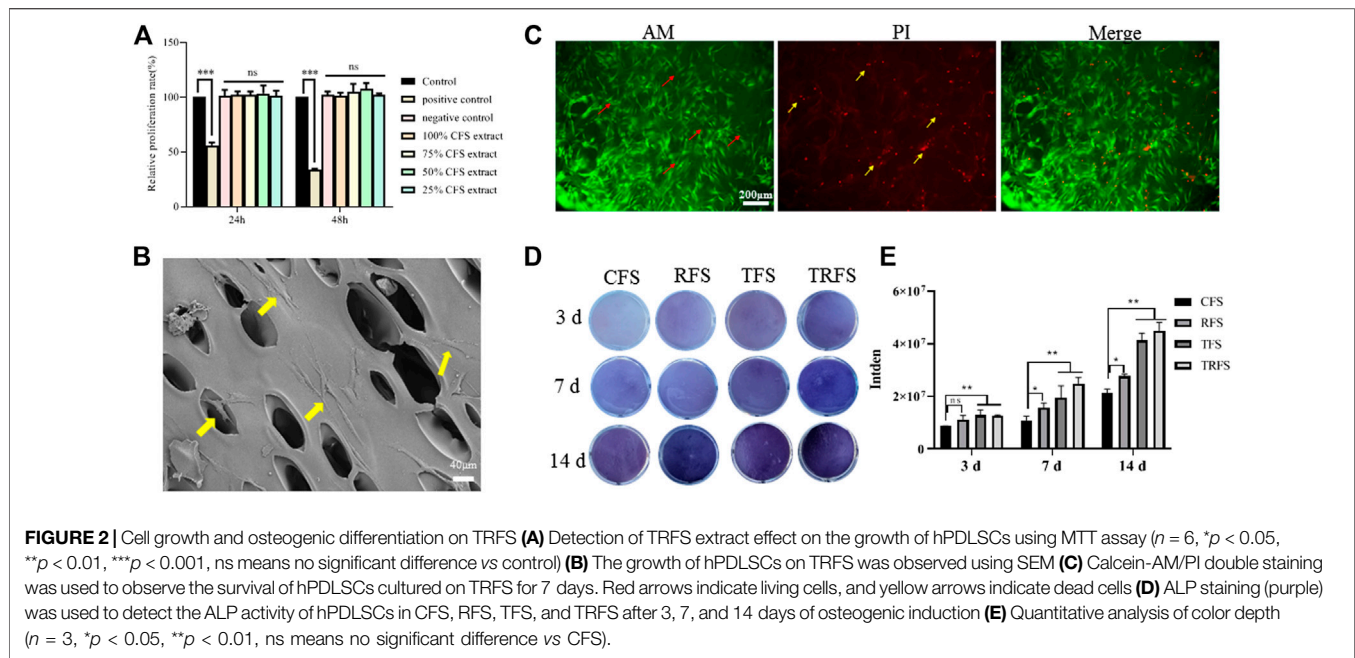 A
Relative proliferation rate(%)
150
100
50
0
***
ns
***
ns
24h
48h
Control
positive control
negative control
100% CFS extract
75% CFS extract
50% CFS extract
25% CFS extract
C
AM
PI
Merge
200μm
B
40μm
D
CFS RFS TFS TRFS
3 d
7 d
14 d
E
Intden
6×10⁷
4×10⁷
2×10⁷
0
ns
**
*
**
*
**
3 d
7 d
14 d
CFS
RFS
TFS
TRFS
FIGURE 2 | Cell growth and osteogenic differentiation on TRFS (A) Detection of TRFS extract effect on the growth of hPDLSCs using MTT assay (n = 6, *p < 0.05,
**p < 0.01, ***p < 0.001, ns means no significant difference vs control) (B) The growth of hPDLSCs on TRFS was observed using SEM (C) Calcein-AM/PI double staining
was used to observe the survival of hPDLSCs cultured on TRFS for 7 days. Red arrows indicate living cells, and yellow arrows indicate dead cells (D) ALP staining (purple)
was used to detect the ALP activity of hPDLSCs in CFS, RFS, TFS, and TRFS after 3, 7, and 14 days of osteogenic induction (E) Quantitative analysis of color depth
(n = 3, *p < 0.05, **p < 0.01, ns means no significant difference vs CFS).